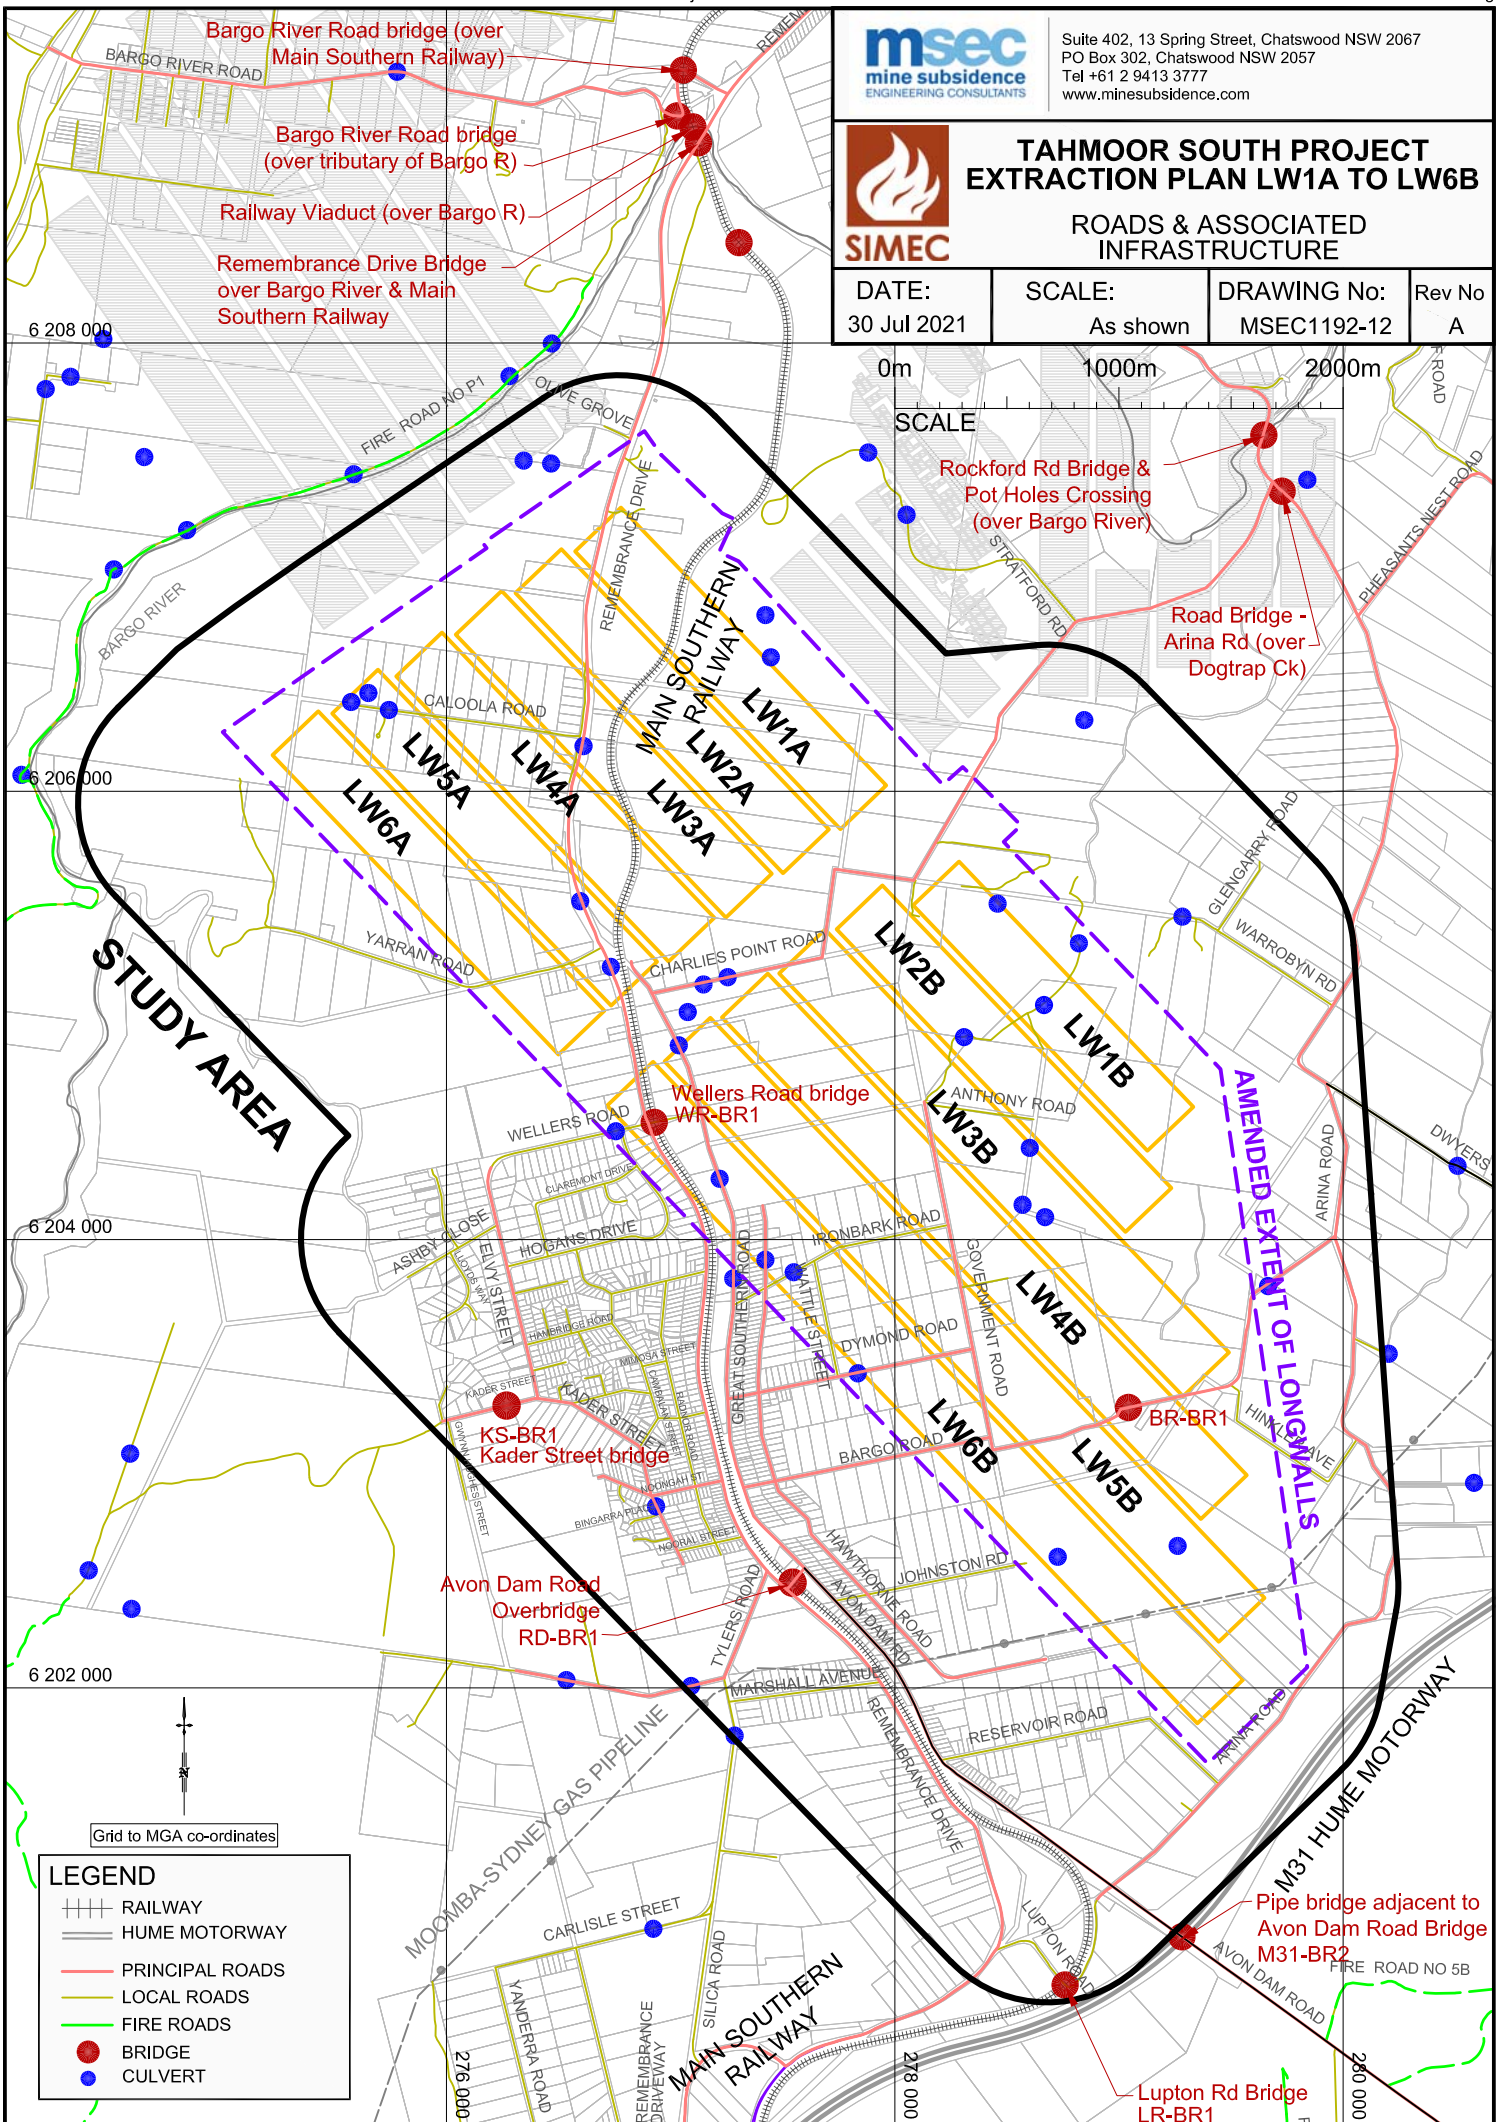 msec
mine subsidence
ENGINEERING CONSULTANTS
Suite 402, 13 Spring Street, Chatswood NSW 2067
PO Box 302, Chatswood NSW 2057
Tel +61 2 9413 3777
www.minesubsidence.com
SIMEC
TAHMOOR SOUTH PROJECT
EXTRACTION PLAN LW1A TO LW6B
ROADS & ASSOCIATED
INFRASTRUCTURE
DATE:
30 Jul 2021
SCALE:
As shown
DRAWING No:
MSEC1192-12
Rev No
A
Bargo River Road bridge (over
Main Southern Railway)
BARGO RIVER ROAD
Bargo River Road bridge
(over tributary of Bargo R)
Railway Viaduct (over Bargo R)
Remembrance Drive Bridge
over Bargo River & Main
Southern Railway
6 208 000
0m
1000m
2000m
SCALE
FIRE ROAD NO P1
OLIVE GROVE
REMEMBRANCE DRIVE
BARGO RIVER
Rockford Rd Bridge &
Pot Holes Crossing
(over Bargo River)
STRATFORD RD
PHEASANTS NEST ROAD
Road Bridge -
Arina Rd (over
Dogtrap Ck)
MAIN SOUTHERN
RAILWAY
CALOOLA ROAD
LW1A
LW2A
LW3A
LW4A
LW5A
LW6A
6 206 000
GLENGARRY ROAD
WARROBYN RD
YARRAN ROAD
CHARLIES POINT ROAD
STUDY AREA
LW2B
LW1B
LW3B
ANTHONY ROAD
Wellers Road bridge
WR-BR1
WELLERS ROAD
CLAREMONT DRIVE
AMENDED EXTENT OF LONGWALLS
DWYERS
ARINA ROAD
6 204 000
ASHBY CLOSE
LLOYDS WAY
ELVY STREET
HOGANS DRIVE
GREAT SOUTHERN ROAD
IRONBARK ROAD
WATTLE STREET
GOVERNMENT ROAD
LW4B
HAMBRIDGE ROAD
MIMOSA STREET
DYMOND ROAD
KADER STREET
KADER STREET
RADNOR ROAD
KS-BR1
Kader Street bridge
BARGO ROAD
LW6B
LW5B
BR-BR1
HINKLER AVE
NOONGAH ST
BINGARRA PLACE
NOORAL STREET
HAWTHORNE ROAD
JOHNSTON RD
Avon Dam Road
Overbridge
RD-BR1
TYLERS ROAD
AVON DAM RD
6 202 000
MARSHALL AVENUE
REMEMBRANCE DRIVE
RESERVOIR ROAD
ARINA ROAD
M31 HUME MOTORWAY
MOOMBA-SYDNEY GAS PIPELINE
Grid to MGA co-ordinates
LEGEND
RAILWAY
HUME MOTORWAY
PRINCIPAL ROADS
LOCAL ROADS
FIRE ROADS
BRIDGE
CULVERT
CARLISLE STREET
YANDERRA ROAD
SILICA ROAD
REMEMBRANCE
DRIVEWAY
MAIN SOUTHERN
RAILWAY
LUPTON ROAD
Pipe bridge adjacent to
Avon Dam Road Bridge
M31-BR2
AVON DAM ROAD
FIRE ROAD NO 5B
Lupton Rd Bridge
LR-BR1
276 000
278 000
280 000